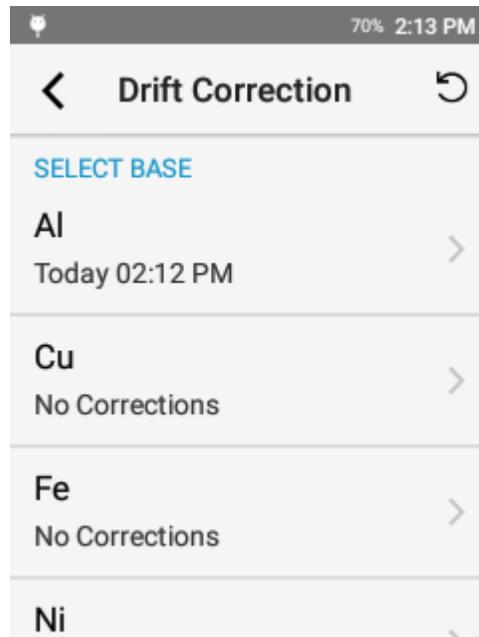 70% 2:13 PM
Drift Correction
SELECT BASE
Al
Today 02:12 PM
Cu
No Corrections
Fe
No Corrections
Ni